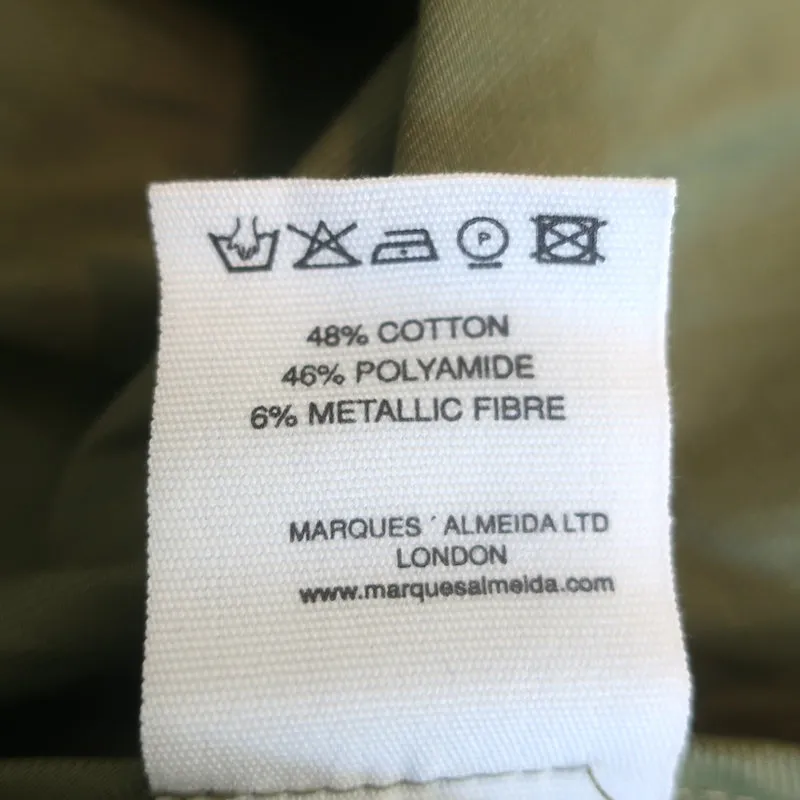 P
48% COTTON
46% POLYAMIDE
6% METALLIC FIBRE
MARQUES ´ ALMEIDA LTD
LONDON
www.marquesalmeida.com